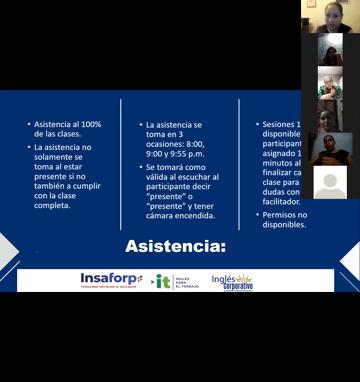 • Asistencia al 100%
de las clases.
• La asistencia no
solamente se
toma al estar
presente si no
también a cumplir
con la clase
completa.
• La asistencia se
toma en 3
ocasiones: 8:00,
9:00 y 9:55 p.m.
• Se tomará como
válida al escuchar al
participante decir
“presente” o
“presente” y tener
cámara encendida.
• Sesiones 1
disponible
participant
asignado 1
minutos al
finalizar ca
clase para
dudas con
facilitador.
• Permisos no
disponibles.
Asistencia:
Insaforp
it
INGLÉS
PARA
EL TRABAJO
Inglés
Corporativo